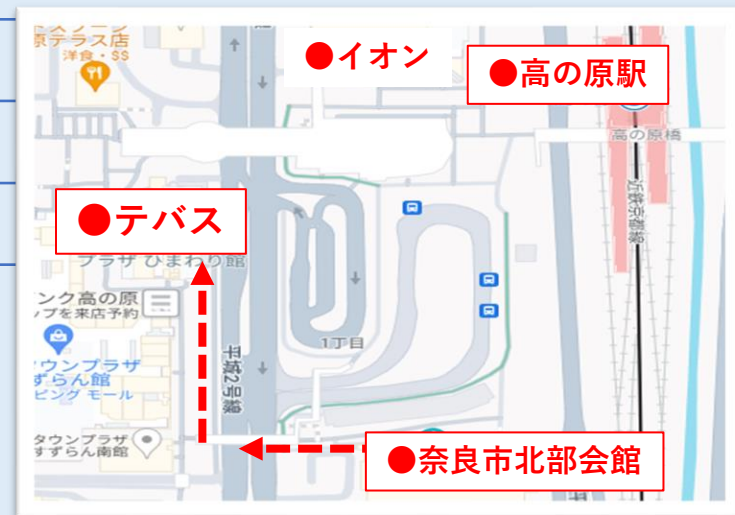 原テラス店
洋食・$$
●イオン
●高の原駅
高の原橋
近鉄京都線
●テバス
プラザ ひまわり館
ンク高の原
ップを来店予約
1丁目
平城2号線
タウンプラザ
すずらん館
ピング モール
タウンプラザ
すずらん南館
●奈良市北部会館